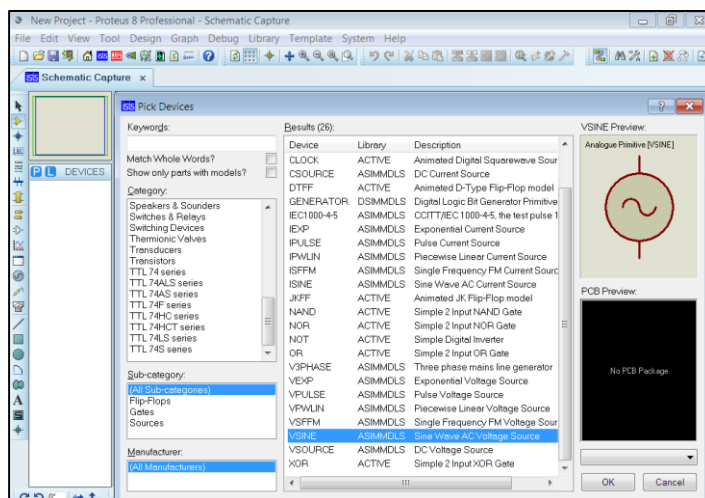 New Project - Proteus 8 Professional - Schematic Capture
File Edit View Tool Design Graph Debug Library Template System Help
Schematic Capture
Pick Devices
Keywords:
Match Whole Words?
Show only parts with models?
Category:
Speakers & Sounders
Switches & Relays
Switching Devices
Thermionic Valves
Transducers
Transistors
TTL 74 series
TTL 74ALS series
TTL 74AS series
TTL 74F series
TTL 74HC series
TTL 74HCT series
TTL 74LS series
TTL 74S series
Sub-category:
(All Sub-categories)
Flip-Flops
Gates
Sources
Manufacturer:
(All Manufacturers)
P L DEVICES
Results (26):
Device Library Description
CLOCK ACTIVE Animated Digital Squarewave Sour
CSOURCE ASIMMDLS DC Current Source
DTFF ACTIVE Animated D-Type Flip-Flop model
GENERATOR DSIMMDLS Digital Logic Bit Generator Primitive
IEC1000-4-5 ASIMMDLS CCITT/IEC 1000-4-5, the test pulse 1
IEXP ASIMMDLS Exponential Current Source
IPULSE ASIMMDLS Pulse Current Source
IPWLIN ASIMMDLS Piecewise Linear Current Source
ISFFM ASIMMDLS Single Frequency FM Current Sourc
ISINE ASIMMDLS Sine Wave AC Current Source
JKFF ACTIVE Animated JK Flip-Flop model
NAND ACTIVE Simple 2 Input NAND Gate
NOR ACTIVE Simple 2 Input NOR Gate
NOT ACTIVE Simple Digital Inverter
OR ACTIVE Simple 2 Input OR Gate
V3PHASE ASIMMDLS Three phase mains line generator
VEXP ASIMMDLS Exponential Voltage Source
VPULSE ASIMMDLS Pulse Voltage Source
VPWLIN ASIMMDLS Piecewise Linear Voltage Source
VSFFM ASIMMDLS Single Frequency FM Voltage Sour
VSINE ASIMMDLS Sine Wave AC Voltage Source
VSOURCE ASIMMDLS DC Voltage Source
XOR ACTIVE Simple 2 Input XOR Gate
VSINE Preview:
Analogue Primitive [VSINE]
PCB Preview:
No PCB Package
OK Cancel